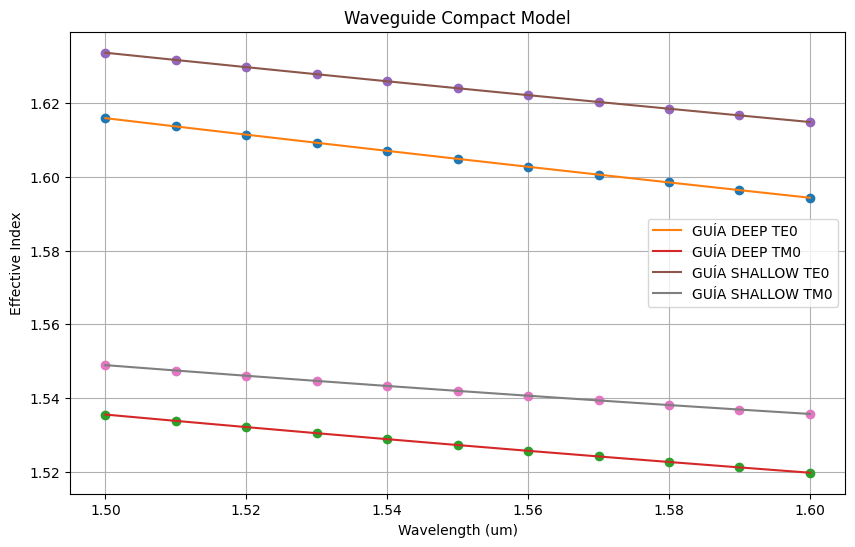 Waveguide Compact Model
Effective Index
1.62
1.60
1.58
1.56
1.54
1.52
GUÍA DEEP TE0
GUÍA DEEP TM0
GUÍA SHALLOW TE0
GUÍA SHALLOW TM0
1.50 1.52 1.54 1.56 1.58 1.60
Wavelength (um)